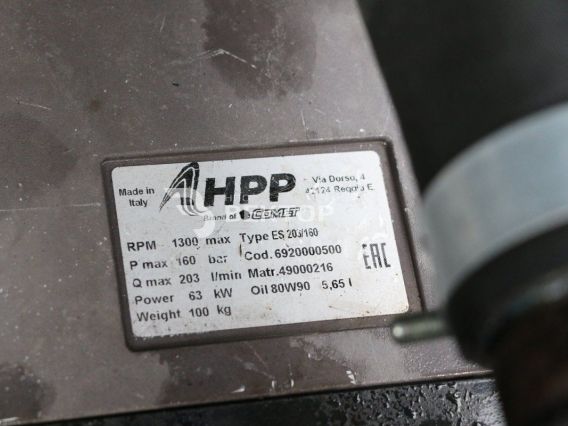 Made in
Italy
HPP
Via Dorso, 4
42124 Reggio E.
Brand of COMET
ВЕКТОР
RPM 1300 max Type ES 203/160
P max 160 bar Cod. 6920000500
Q max 203 l/min Matr. 49000216
Power 63 kW Oil 80W90 5,65 l
Weight 100 kg
EAC